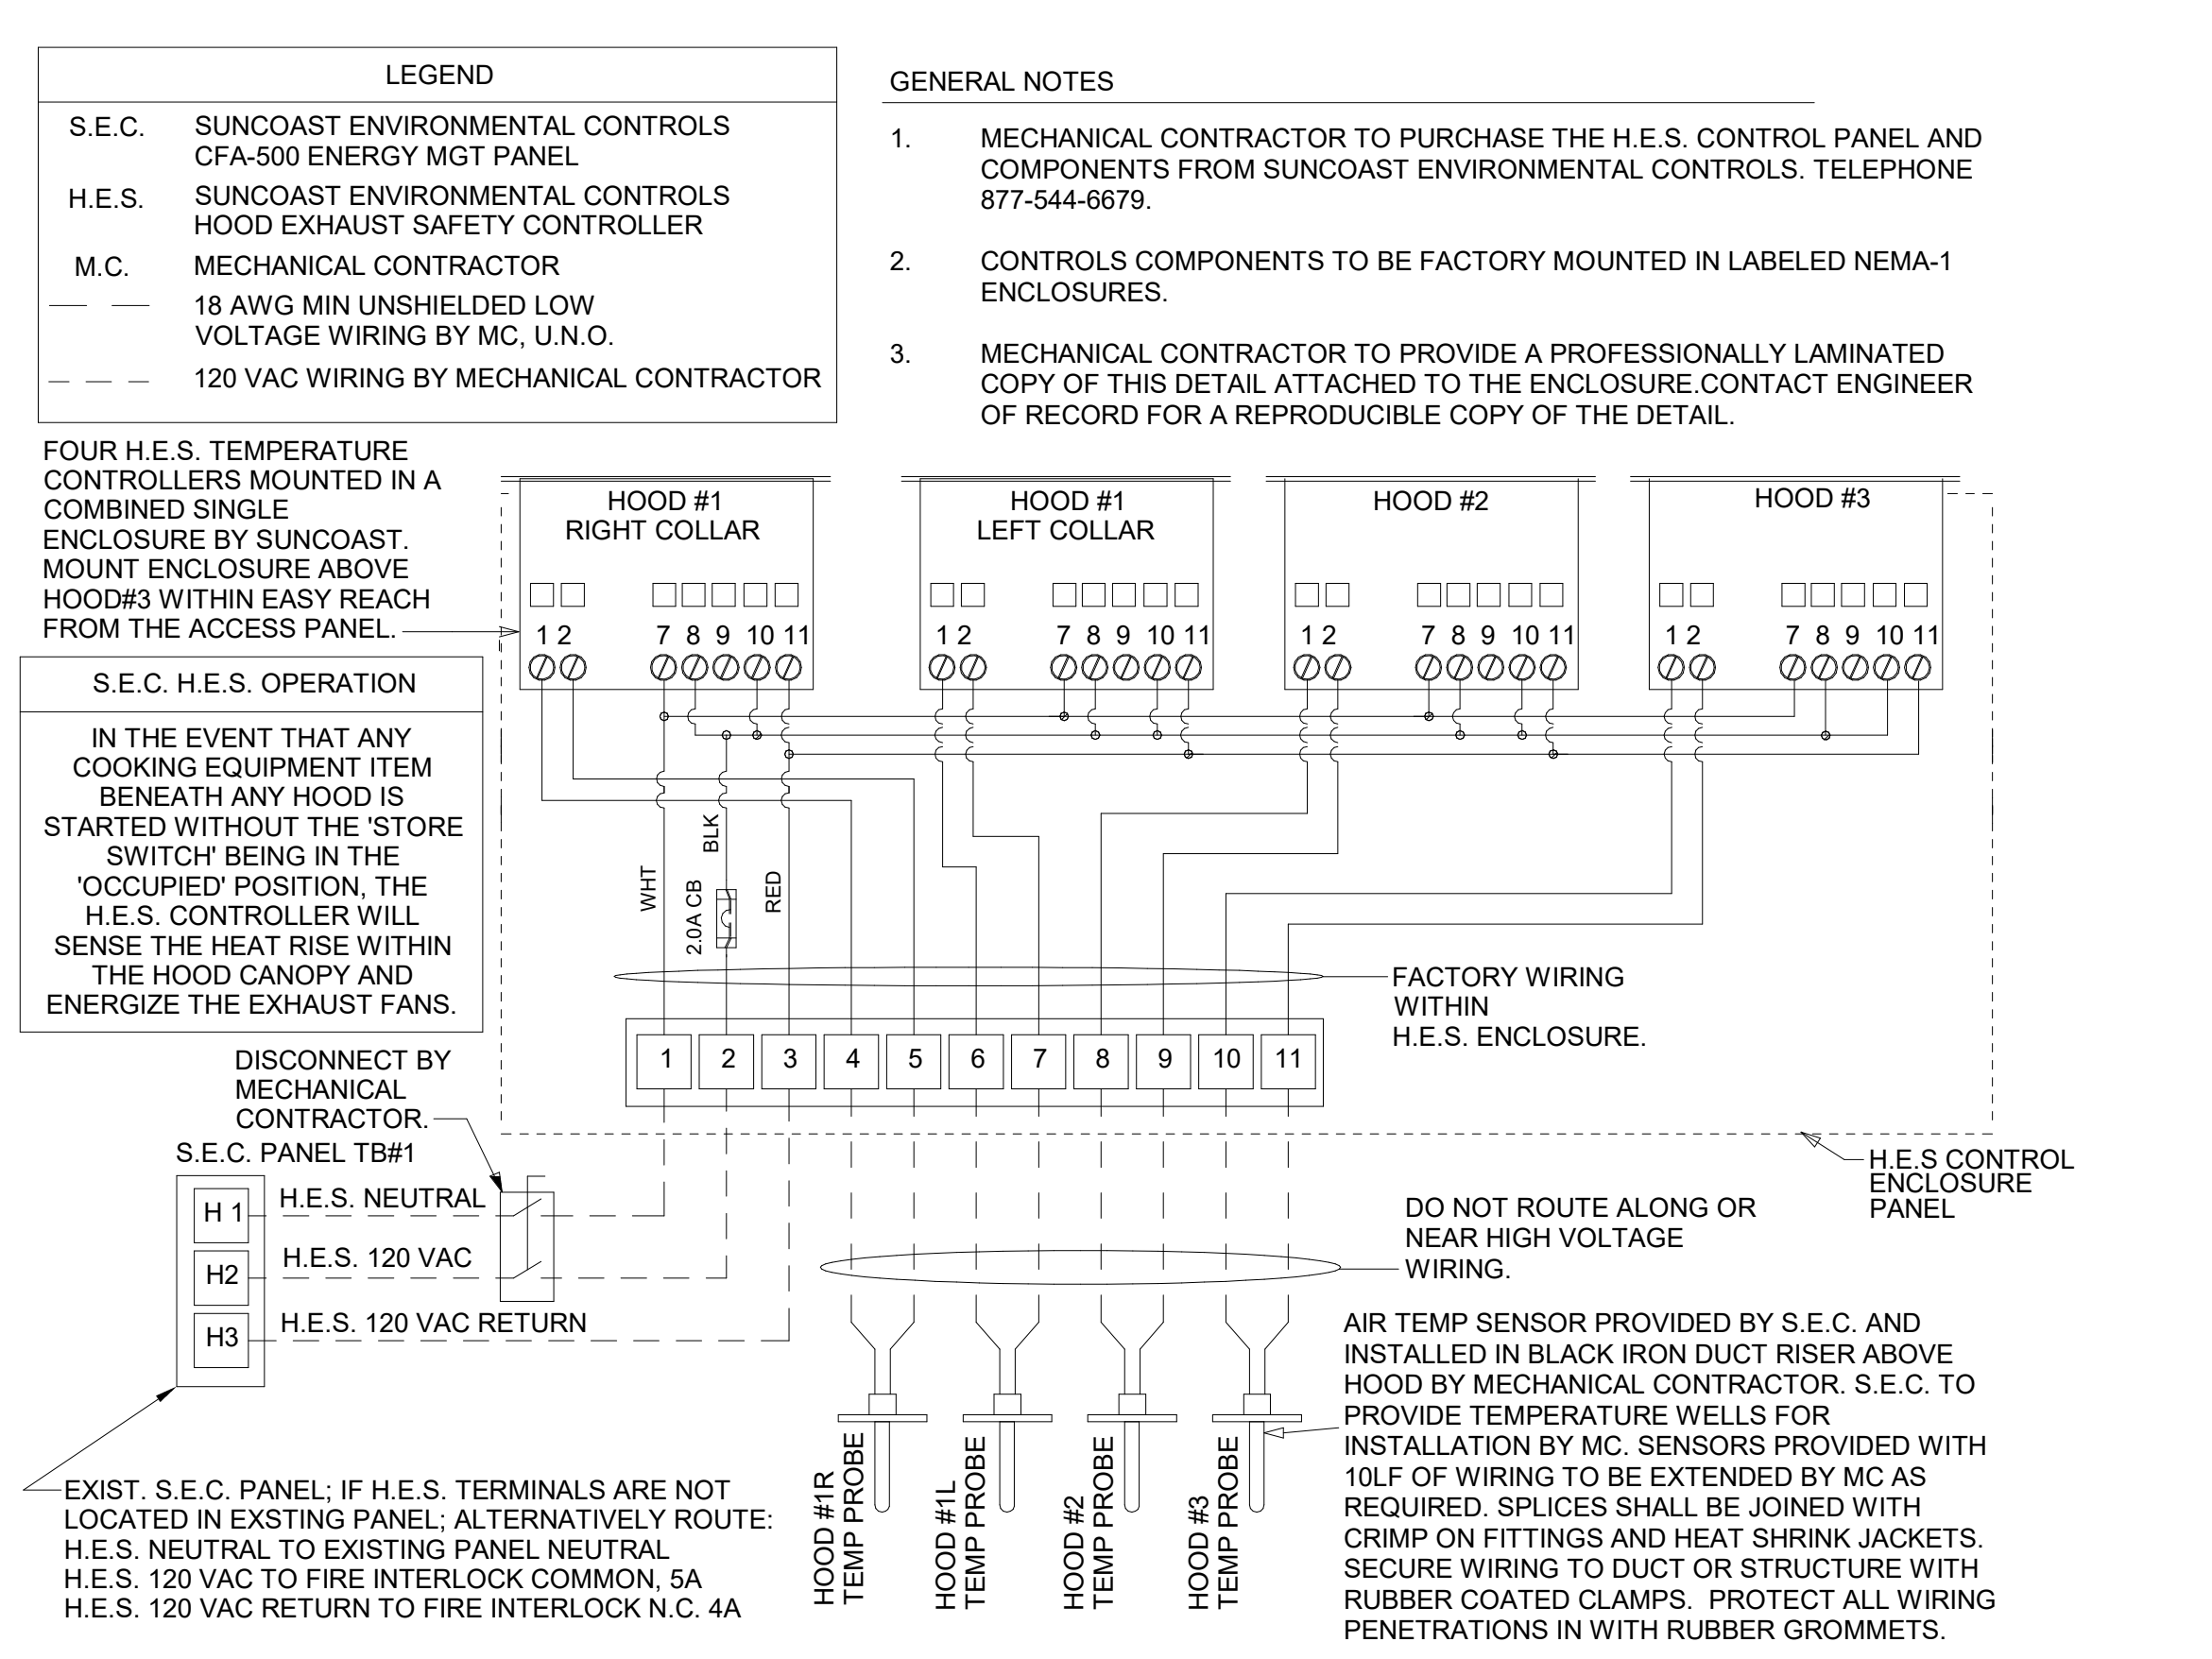 LEGEND
S.E.C. SUNCOAST ENVIRONMENTAL CONTROLS
CFA-500 ENERGY MGT PANEL
H.E.S. SUNCOAST ENVIRONMENTAL CONTROLS
HOOD EXHAUST SAFETY CONTROLLER
M.C. MECHANICAL CONTRACTOR
18 AWG MIN UNSHIELDED LOW
VOLTAGE WIRING BY MC, U.N.O.
120 VAC WIRING BY MECHANICAL CONTRACTOR
GENERAL NOTES
1. MECHANICAL CONTRACTOR TO PURCHASE THE H.E.S. CONTROL PANEL AND
COMPONENTS FROM SUNCOAST ENVIRONMENTAL CONTROLS. TELEPHONE
877-544-6679.
2. CONTROLS COMPONENTS TO BE FACTORY MOUNTED IN LABELED NEMA-1
ENCLOSURES.
3. MECHANICAL CONTRACTOR TO PROVIDE A PROFESSIONALLY LAMINATED
COPY OF THIS DETAIL ATTACHED TO THE ENCLOSURE.CONTACT ENGINEER
OF RECORD FOR A REPRODUCIBLE COPY OF THE DETAIL.
FOUR H.E.S. TEMPERATURE
CONTROLLERS MOUNTED IN A
COMBINED SINGLE
ENCLOSURE BY SUNCOAST.
MOUNT ENCLOSURE ABOVE
HOOD#3 WITHIN EASY REACH
FROM THE ACCESS PANEL.
HOOD #1
RIGHT COLLAR
1 2 7 8 9 10 11
HOOD #1
LEFT COLLAR
1 2 7 8 9 10 11
HOOD #2
1 2 7 8 9 10 11
HOOD #3
1 2 7 8 9 10 11
S.E.C. H.E.S. OPERATION
IN THE EVENT THAT ANY
COOKING EQUIPMENT ITEM
BENEATH ANY HOOD IS
STARTED WITHOUT THE 'STORE
SWITCH' BEING IN THE
'OCCUPIED' POSITION, THE
H.E.S. CONTROLLER WILL
SENSE THE HEAT RISE WITHIN
THE HOOD CANOPY AND
ENERGIZE THE EXHAUST FANS.
WHT
2.0A CB
BLK
RED
FACTORY WIRING
WITHIN
H.E.S. ENCLOSURE.
1 2 3 4 5 6 7 8 9 10 11
DISCONNECT BY
MECHANICAL
CONTRACTOR.
S.E.C. PANEL TB#1
H 1
H.E.S. NEUTRAL
H2
H.E.S. 120 VAC
H3
H.E.S. 120 VAC RETURN
H.E.S CONTROL
ENCLOSURE
PANEL
DO NOT ROUTE ALONG OR
NEAR HIGH VOLTAGE
WIRING.
AIR TEMP SENSOR PROVIDED BY S.E.C. AND
INSTALLED IN BLACK IRON DUCT RISER ABOVE
HOOD BY MECHANICAL CONTRACTOR. S.E.C. TO
PROVIDE TEMPERATURE WELLS FOR
INSTALLATION BY MC. SENSORS PROVIDED WITH
10LF OF WIRING TO BE EXTENDED BY MC AS
REQUIRED. SPLICES SHALL BE JOINED WITH
CRIMP ON FITTINGS AND HEAT SHRINK JACKETS.
SECURE WIRING TO DUCT OR STRUCTURE WITH
RUBBER COATED CLAMPS. PROTECT ALL WIRING
PENETRATIONS IN WITH RUBBER GROMMETS.
HOOD #1R
TEMP PROBE
HOOD #1L
TEMP PROBE
HOOD #2
TEMP PROBE
HOOD #3
TEMP PROBE
EXIST. S.E.C. PANEL; IF H.E.S. TERMINALS ARE NOT
LOCATED IN EXSTING PANEL; ALTERNATIVELY ROUTE:
H.E.S. NEUTRAL TO EXISTING PANEL NEUTRAL
H.E.S. 120 VAC TO FIRE INTERLOCK COMMON, 5A
H.E.S. 120 VAC RETURN TO FIRE INTERLOCK N.C. 4A